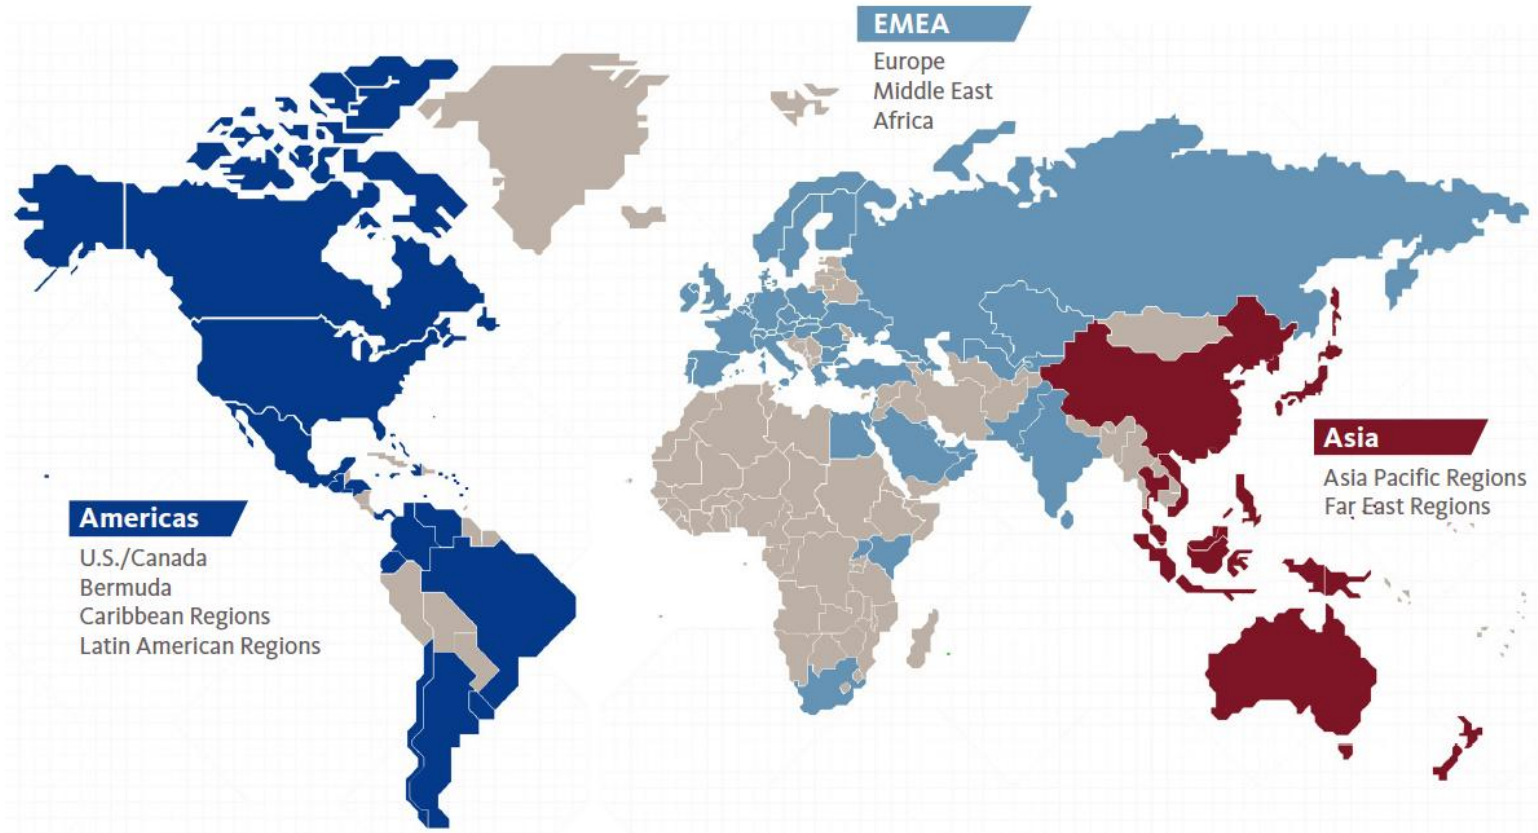 EMEA
Europe
Middle East
Africa
Asia
Asia Pacific Regions
Far East Regions
Americas
U.S./Canada
Bermuda
Caribbean Regions
Latin American Regions